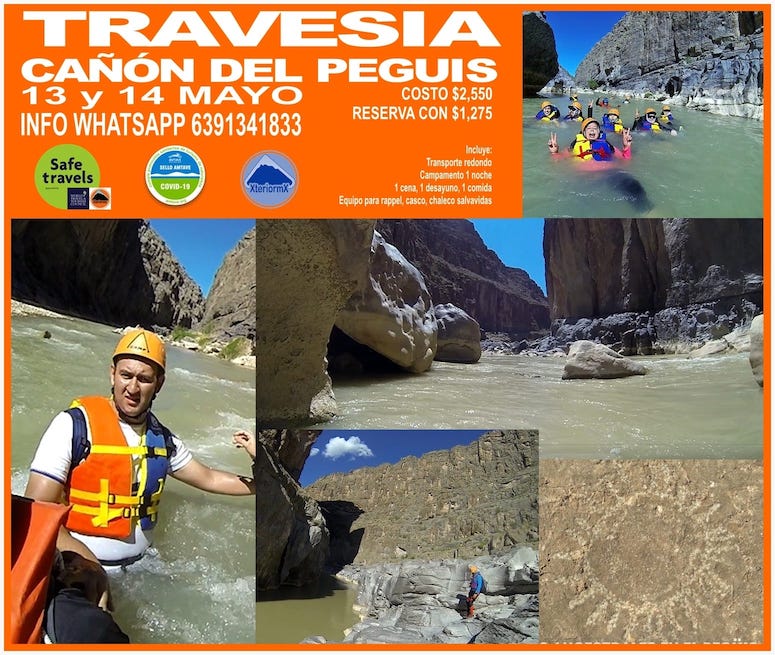 TRAVESIA
CAÑÓN DEL PEGUIS
13 y 14 MAYO
COSTO $2,550
RESERVA CON $1,275
INFO WHATSAPP 6391341833
Incluye:
Transporte redondo
Campamento 1 noche
1 cena, 1 desayuno, 1 comida
Equipo para rappel, casco, chaleco salvavidas
Safe
travels
SELLO AMTAVE
COVID-19
XteriormX